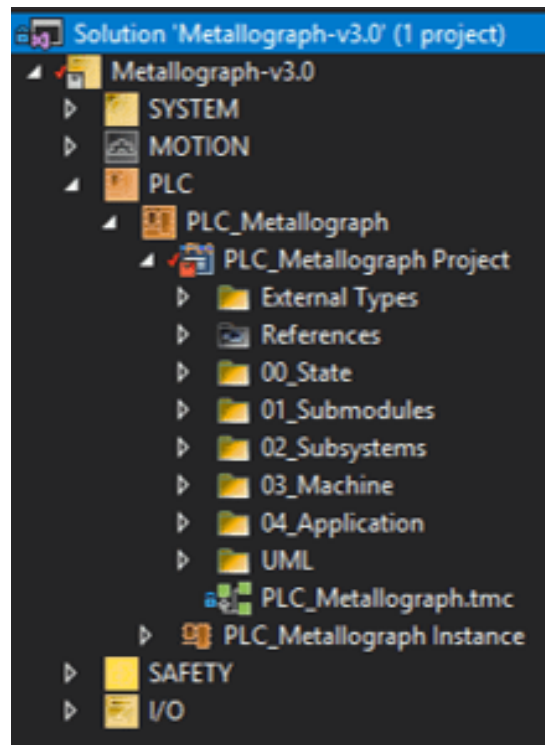 Solution 'Metallograph-v3.0' (1 project)
Metallograph-v3.0
SYSTEM
MOTION
PLC
PLC_Metallograph
PLC_Metallograph Project
External Types
References
00_State
01_Submodules
02_Subsystems
03_Machine
04_Application
UML
PLC_Metallograph.tmc
PLC_Metallograph Instance
SAFETY
I/O